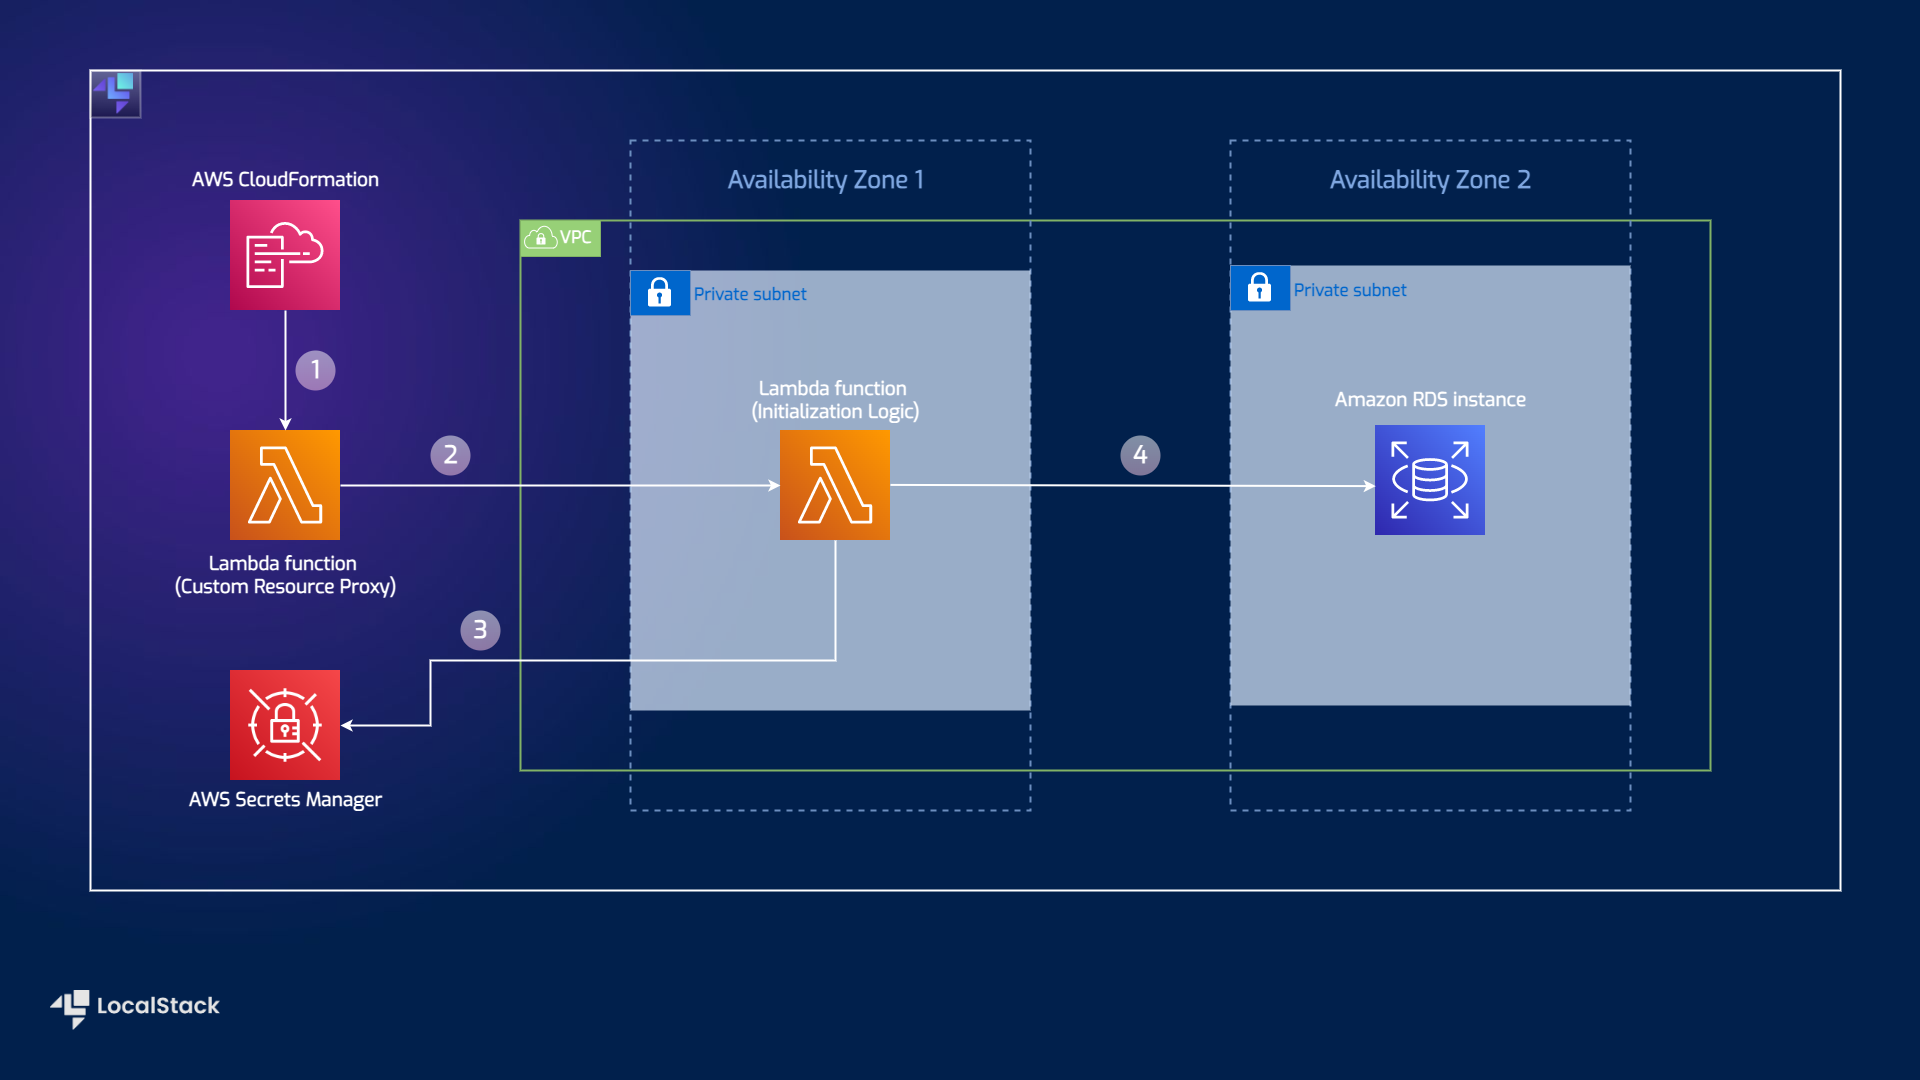 Availability Zone 1
Availability Zone 2
AWS CloudFormation
VPC
Private subnet
Private subnet
1
Lambda function
(Initialization Logic)
Amazon RDS instance
2
4
Lambda function
(Custom Resource Proxy)
3
AWS Secrets Manager
LocalStack